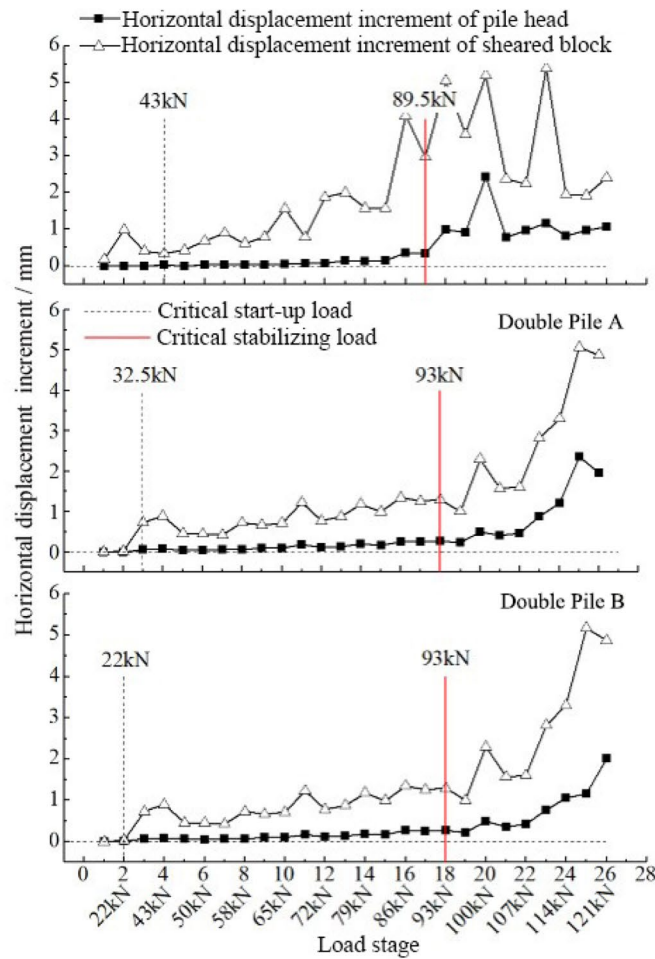 Horizontal displacement increment of pile head
Horizontal displacement increment of sheared block
6
5
4
3
2
1
0
43kN
89.5kN
Horizontal displacement increment / mm
6
5
4
3
2
1
0
Critical start-up load
Critical stabilizing load
Double Pile A
32.5kN
93kN
6
5
4
3
2
1
0
Double Pile B
22kN
93kN
0 2 4 6 8 10 12 14 16 18 20 22 24 26 28
22kN 43kN 50kN 58kN 65kN 72kN 79kN 86kN 93kN 100kN 107kN 114kN 121kN
Load stage